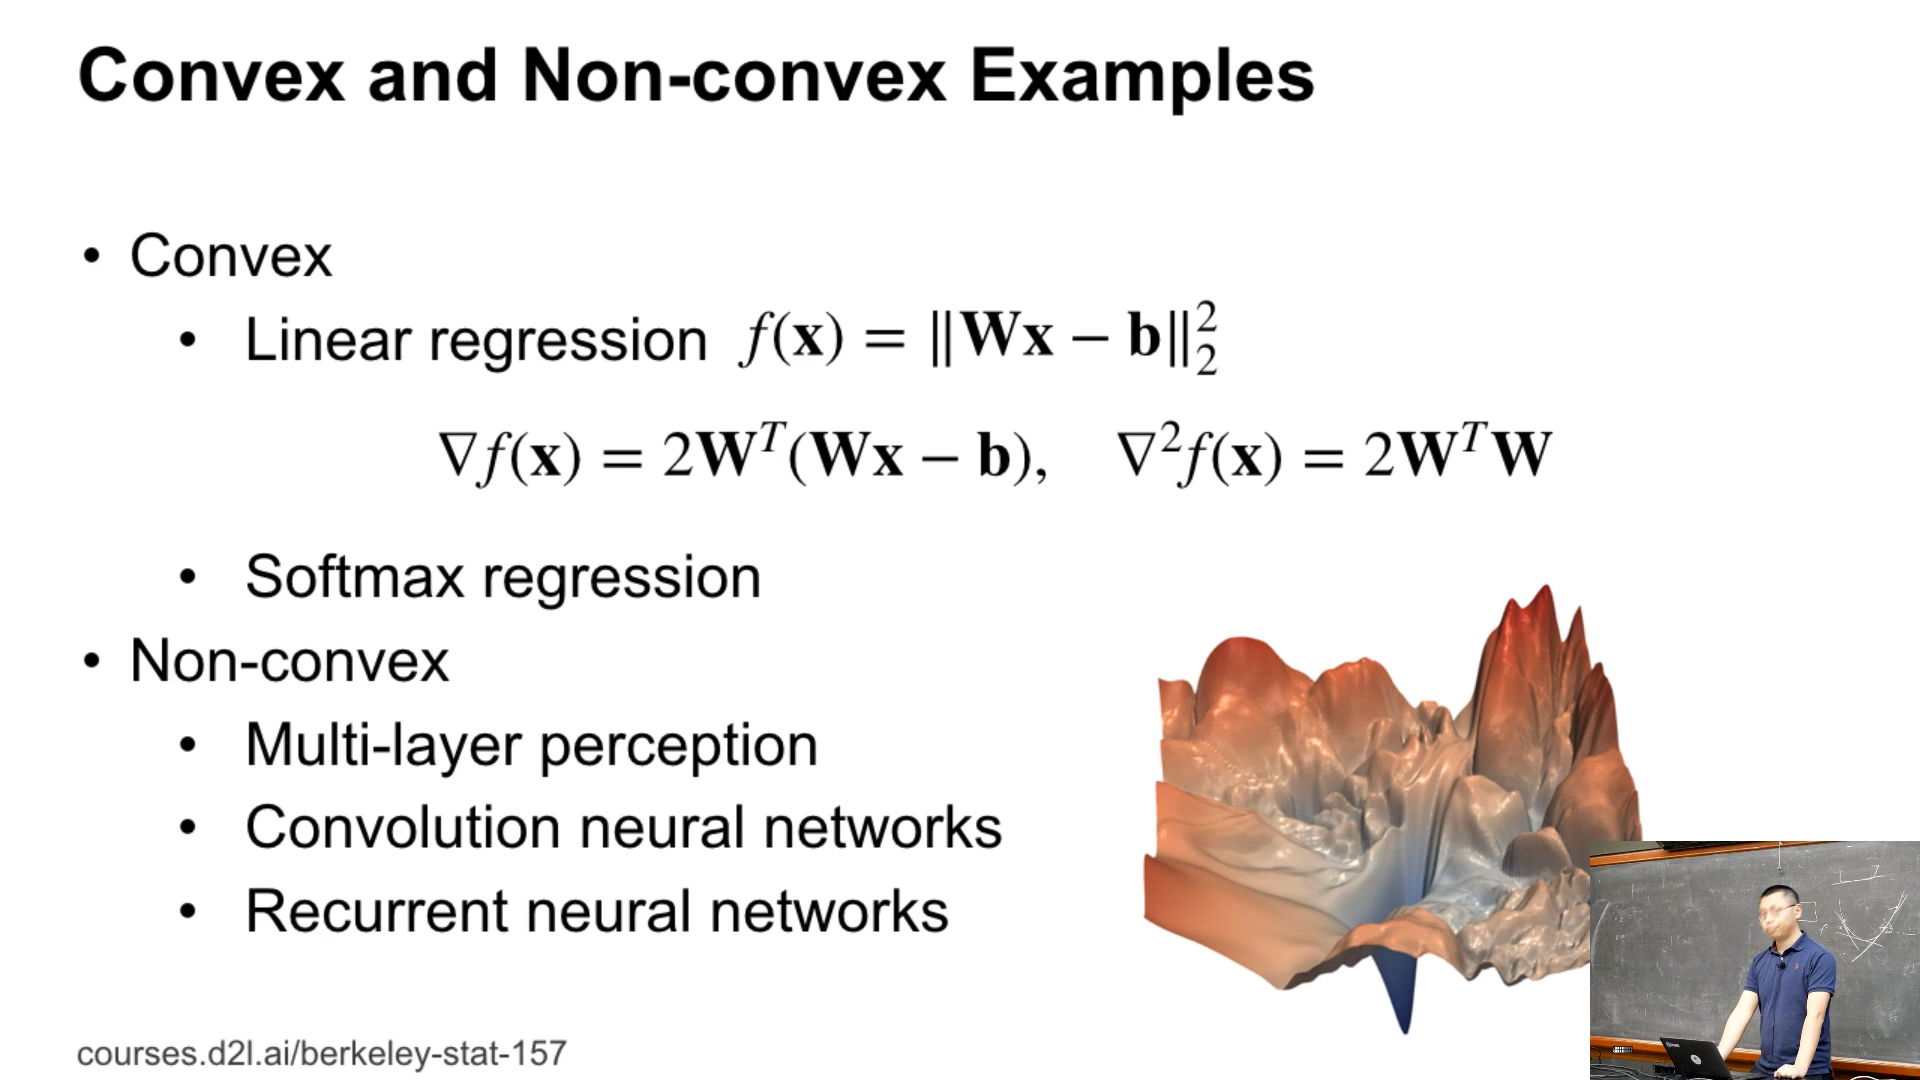 Convex and Non-convex Examples
• Convex
• Linear regression f(x) = ‖Wx − b‖₂²
∇f(x) = 2Wᵀ(Wx − b), ∇²f(x) = 2WᵀW
• Softmax regression
• Non-convex
• Multi-layer perception
• Convolution neural networks
• Recurrent neural networks
courses.d2l.ai/berkeley-stat-157